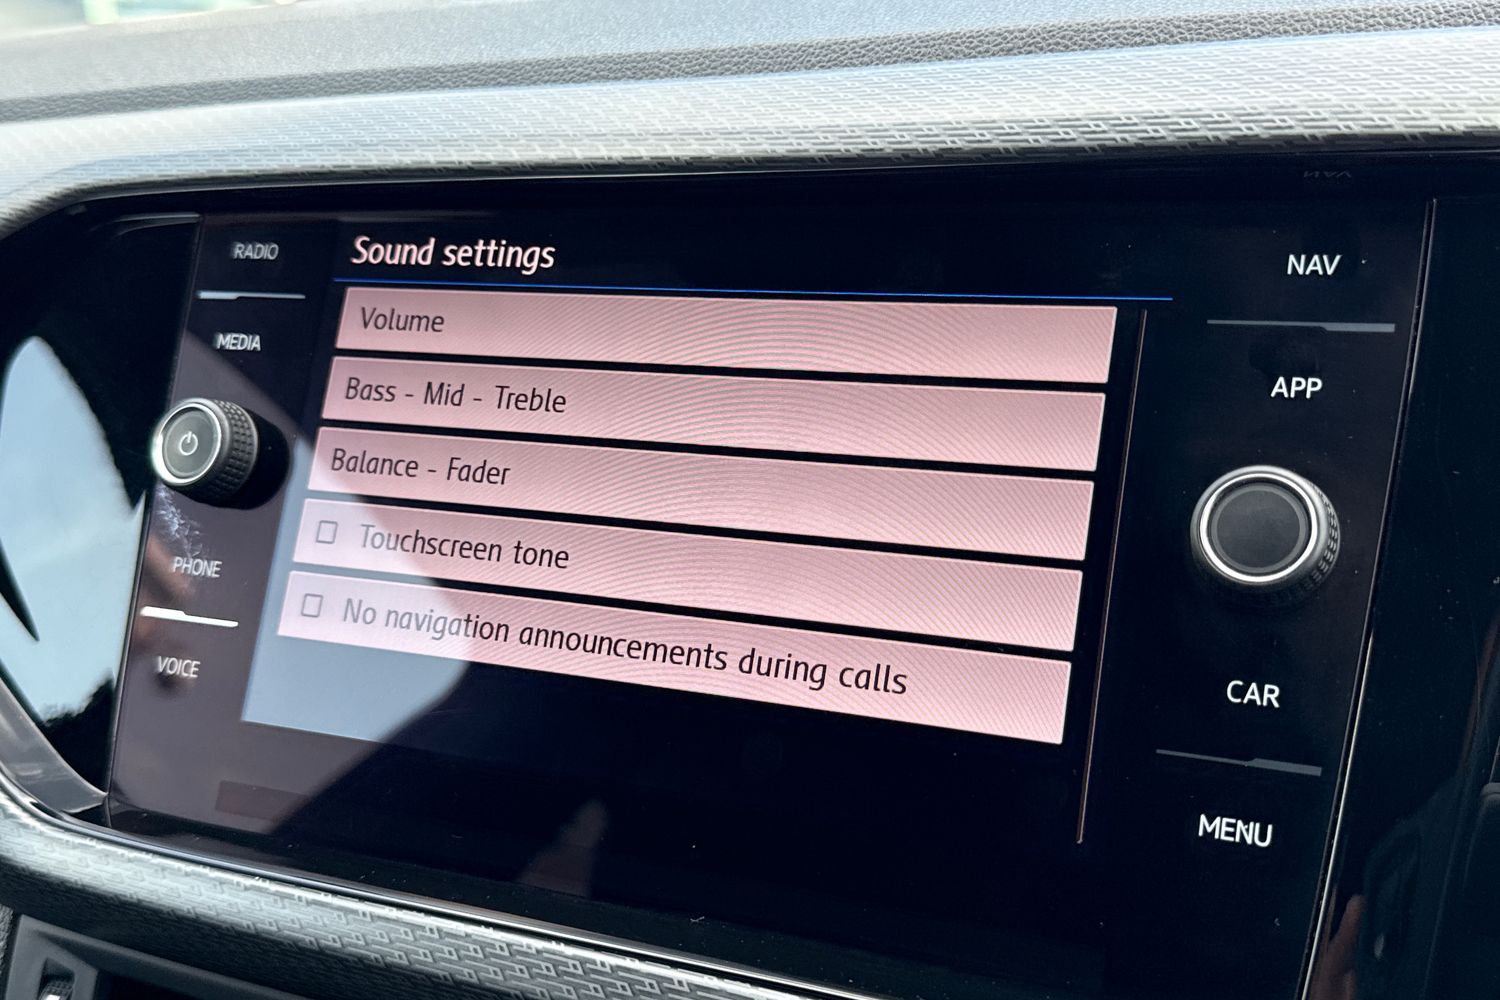 Sound settings
Volume
Bass - Mid - Treble
Balance - Fader
Touchscreen tone
No navigation announcements during calls
RADIO
MEDIA
PHONE
VOICE
NAV
APP
CAR
MENU